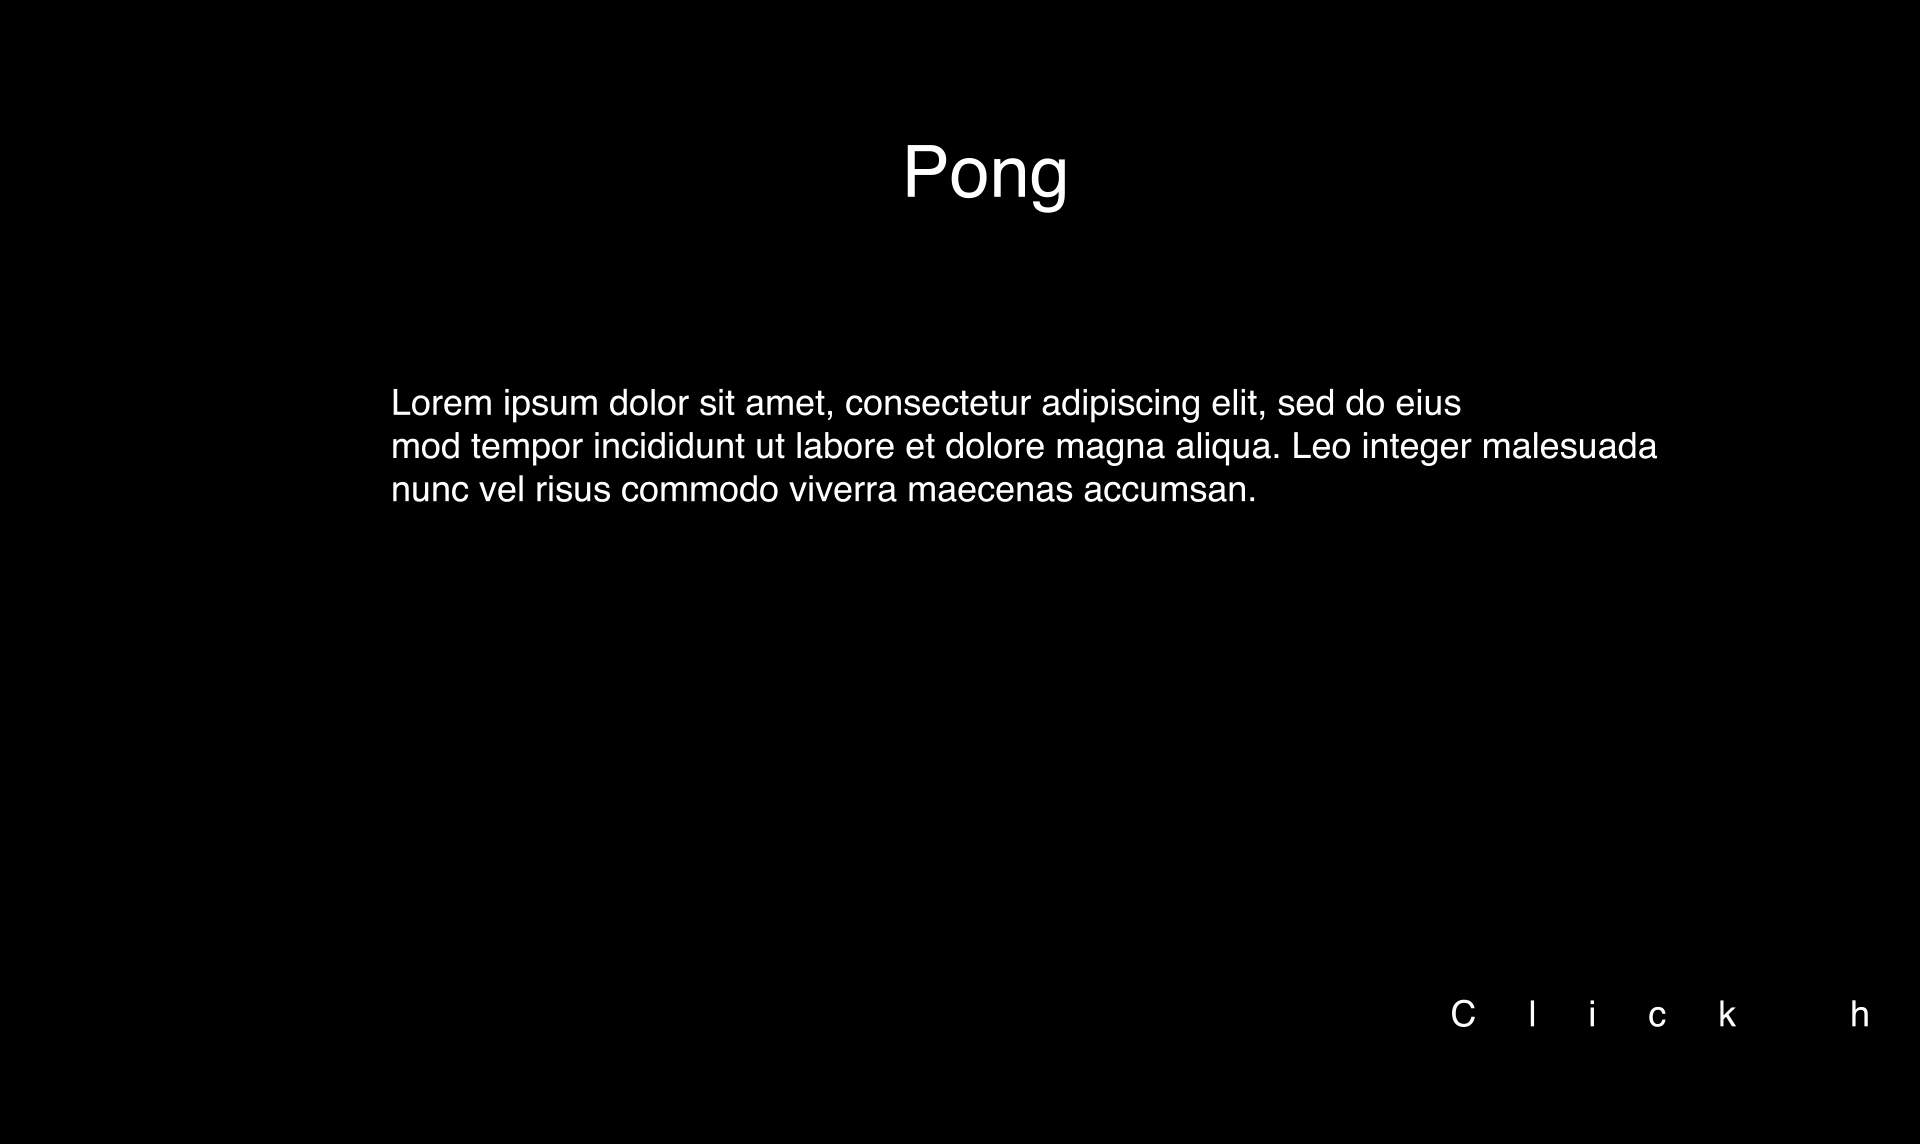 Pong
Lorem ipsum dolor sit amet, consectetur adipiscing elit, sed do eius
mod tempor incididunt ut labore et dolore magna aliqua. Leo integer malesuada
nunc vel risus commodo viverra maecenas accumsan.
Click h